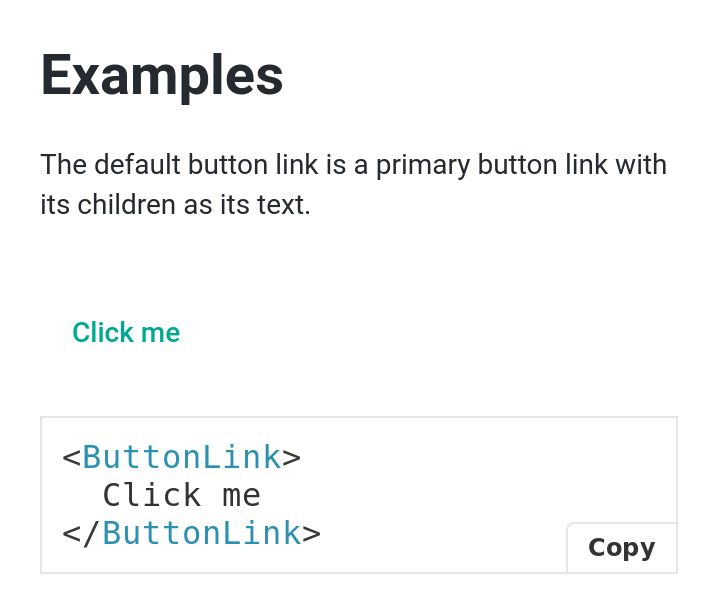 Examples
The default button link is a primary button link with
its children as its text.
Click me
<ButtonLink>
  Click me
</ButtonLink>
Copy